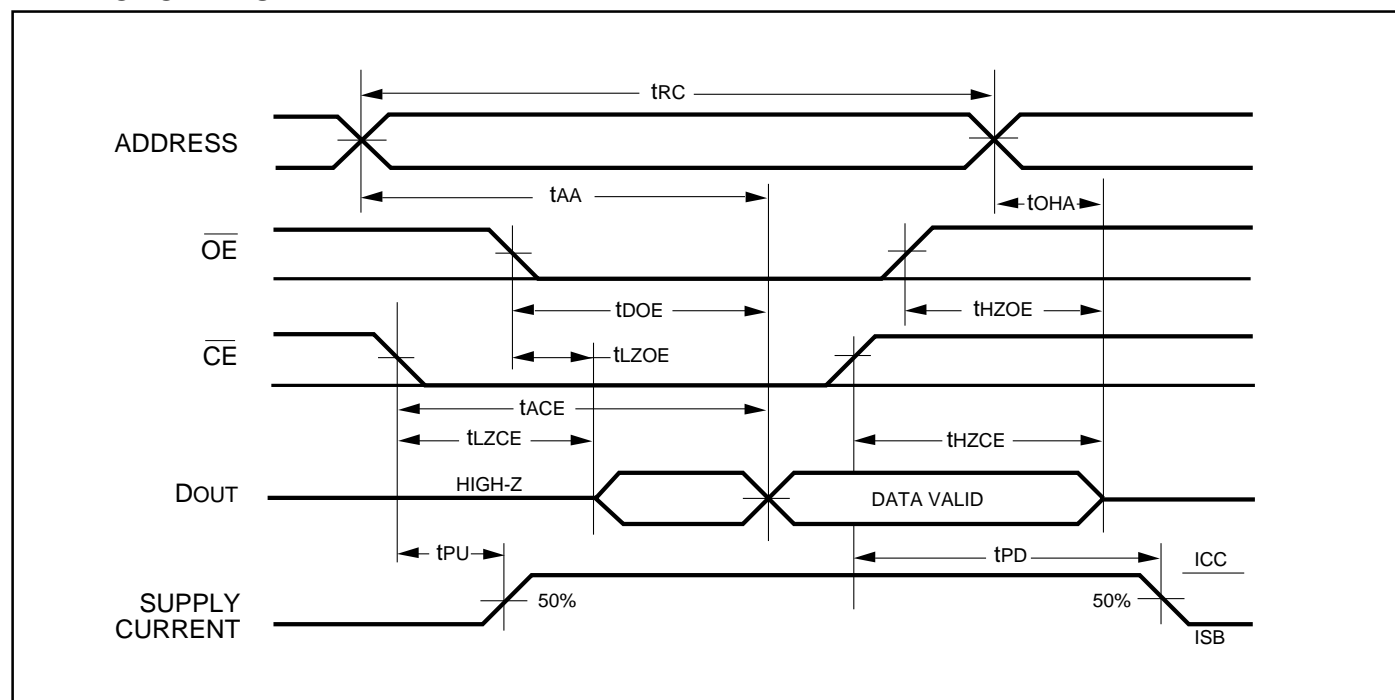 tRC
ADDRESS
tAA
tOHA
OE
tDOE
tHZOE
CE
tLZOE
tACE
tLZCE
tHZCE
DOUT
HIGH-Z
DATA VALID
tPU
tPD
ICC
SUPPLY
CURRENT
50%
50%
ISB